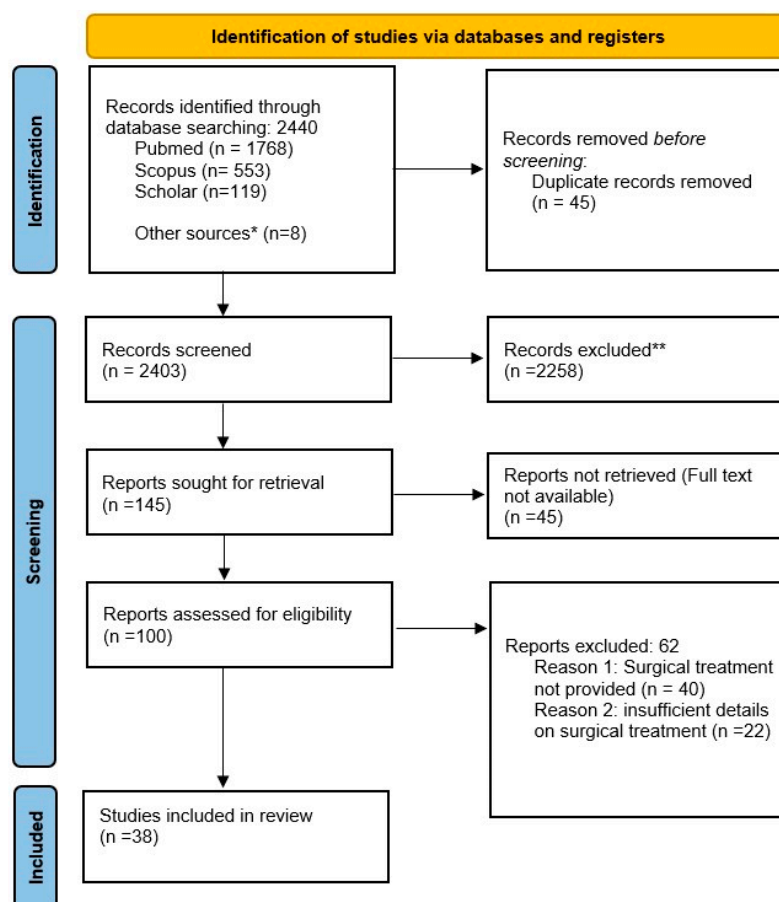 Identification of studies via databases and registers
Identification
Records identified through
database searching: 2440
Pubmed (n = 1768)
Scopus (n= 553)
Scholar (n=119)
Other sources* (n=8)
Records removed before
screening:
Duplicate records removed
(n = 45)
Screening
Records screened
(n = 2403)
Records excluded**
(n =2258)
Reports sought for retrieval
(n =145)
Reports not retrieved (Full text
not available)
(n =45)
Reports assessed for eligibility
(n =100)
Reports excluded: 62
Reason 1: Surgical treatment
not provided (n = 40)
Reason 2: insufficient details
on surgical treatment (n =22)
Included
Studies included in review
(n =38)